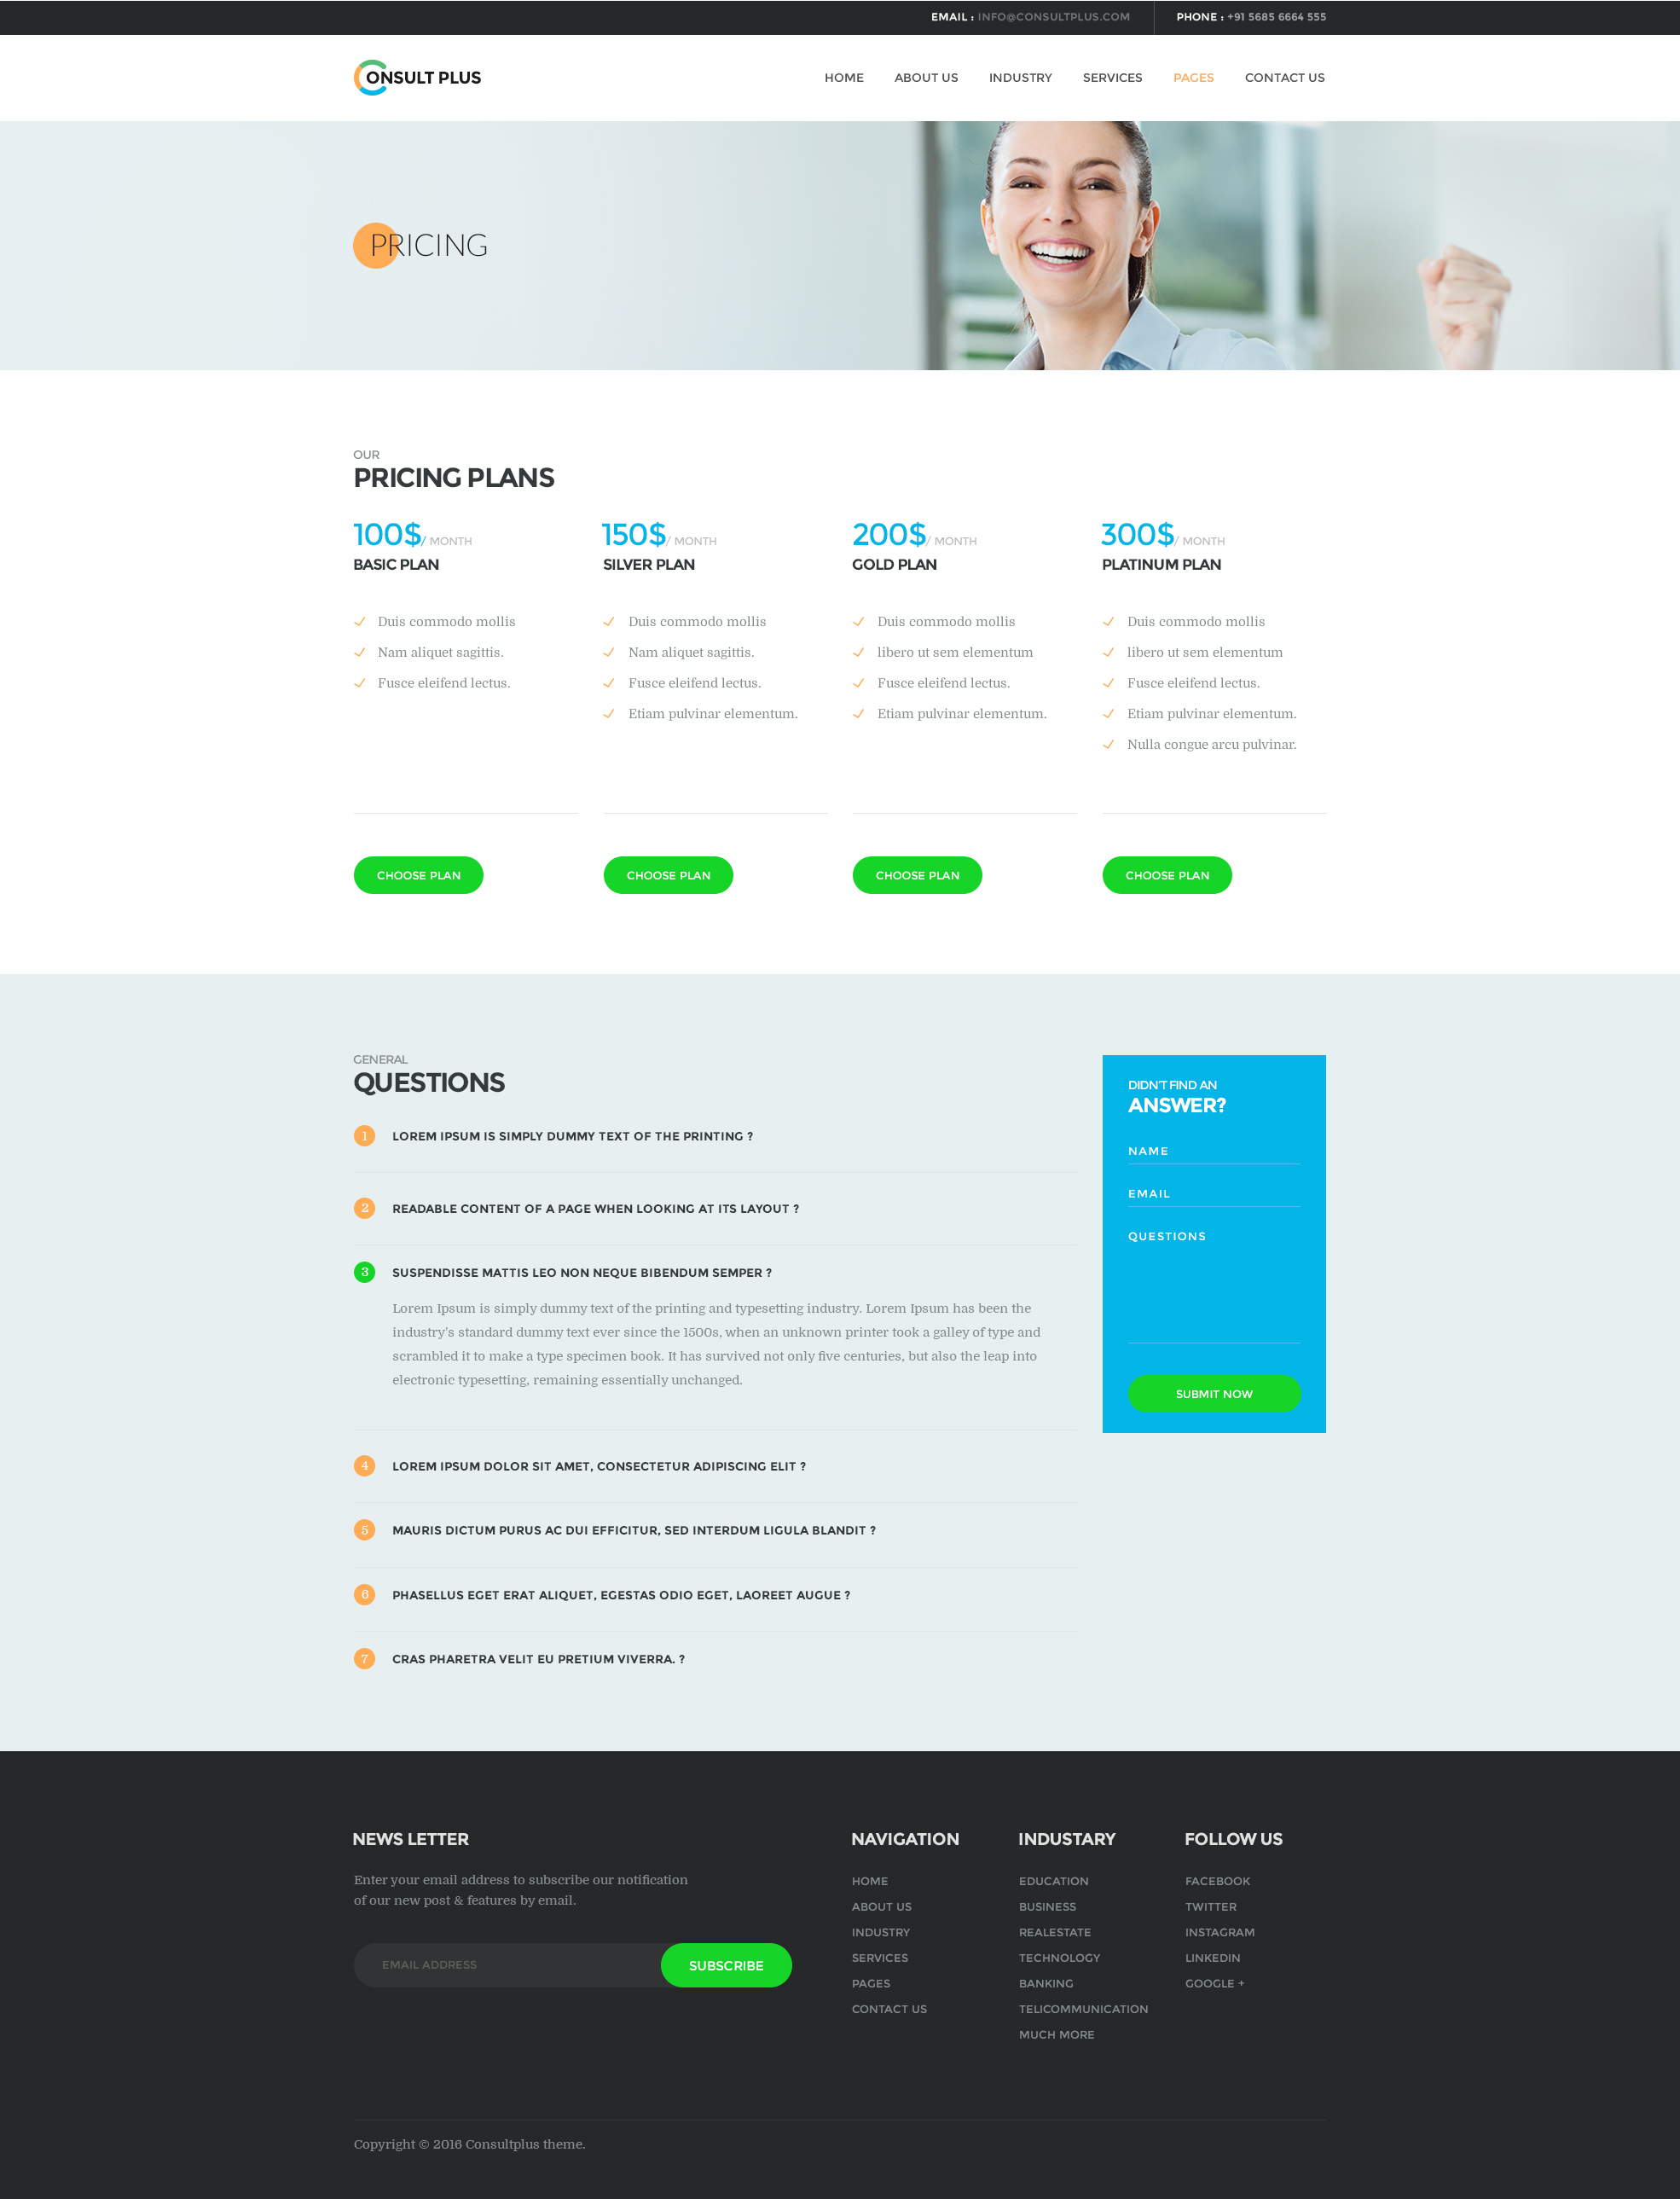 EMAIL : INFO@CONSULTPLUS.COM
PHONE : +91 5685 6664 555
CONSULT PLUS
HOME ABOUT US INDUSTRY SERVICES PAGES CONTACT US
PRICING
OUR
PRICING PLANS
100$/ MONTH
BASIC PLAN
Duis commodo mollis
Nam aliquet sagittis.
Fusce eleifend lectus.
CHOOSE PLAN
150$/ MONTH
SILVER PLAN
Duis commodo mollis
Nam aliquet sagittis.
Fusce eleifend lectus.
Etiam pulvinar elementum.
CHOOSE PLAN
200$/ MONTH
GOLD PLAN
Duis commodo mollis
libero ut sem elementum
Fusce eleifend lectus.
Etiam pulvinar elementum.
CHOOSE PLAN
300$/ MONTH
PLATINUM PLAN
Duis commodo mollis
libero ut sem elementum
Fusce eleifend lectus.
Etiam pulvinar elementum.
Nulla congue arcu pulvinar.
CHOOSE PLAN
GENERAL
QUESTIONS
1 LOREM IPSUM IS SIMPLY DUMMY TEXT OF THE PRINTING ?
2 READABLE CONTENT OF A PAGE WHEN LOOKING AT ITS LAYOUT ?
3 SUSPENDISSE MATTIS LEO NON NEQUE BIBENDUM SEMPER ?
Lorem Ipsum is simply dummy text of the printing and typesetting industry. Lorem Ipsum has been the
industry's standard dummy text ever since the 1500s, when an unknown printer took a galley of type and
scrambled it to make a type specimen book. It has survived not only five centuries, but also the leap into
electronic typesetting, remaining essentially unchanged.
4 LOREM IPSUM DOLOR SIT AMET, CONSECTETUR ADIPISCING ELIT ?
5 MAURIS DICTUM PURUS AC DUI EFFICITUR, SED INTERDUM LIGULA BLANDIT ?
6 PHASELLUS EGET ERAT ALIQUET, EGESTAS ODIO EGET, LAOREET AUGUE ?
7 CRAS PHARETRA VELIT EU PRETIUM VIVERRA. ?
DIDN'T FIND AN
ANSWER?
NAME
EMAIL
QUESTIONS
SUBMIT NOW
NEWS LETTER
Enter your email address to subscribe our notification
of our new post & features by email.
EMAIL ADDRESS
SUBSCRIBE
NAVIGATION
HOME
ABOUT US
INDUSTRY
SERVICES
PAGES
CONTACT US
INDUSTARY
EDUCATION
BUSINESS
REALESTATE
TECHNOLOGY
BANKING
TELICOMMUNICATION
MUCH MORE
FOLLOW US
FACEBOOK
TWITTER
INSTAGRAM
LINKEDIN
GOOGLE +
Copyright © 2016 Consultplus theme.